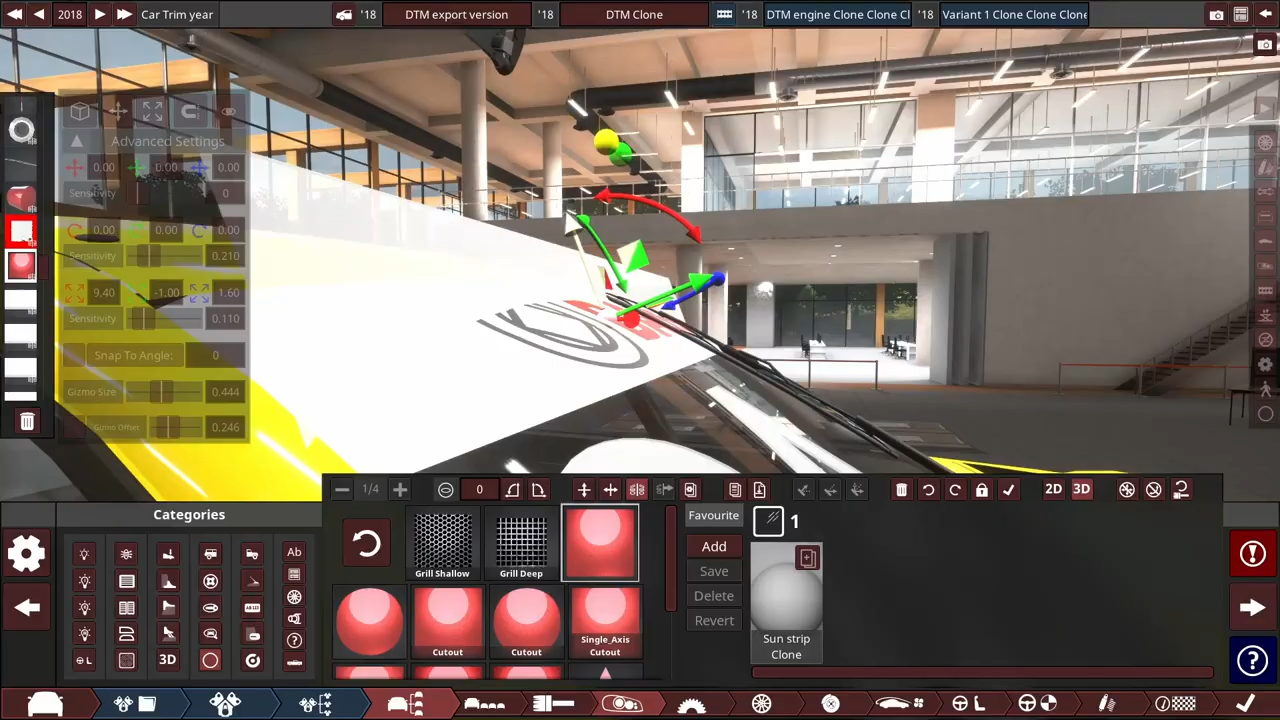 2018 Car Trim year '18 DTM export version '18 DTM Clone '18 DTM engine Clone Clone Cl '18 Variant 1 Clone Clone Clone
Advanced Settings
0.00 0.00 0.00
Sensitivity 0
0.00 0.00 0.00
Sensitivity 0.210
9.40 -1.00 1.60
Sensitivity 0.110
Snap To Angle: 0
Gizmo Size 0.444
Gizmo Offset 0.246
1/4 0 2D 3D
Categories
Ab
3D
L
Grill Shallow
Grill Deep
Cutout
Cutout
Single_Axis
Cutout
Favourite
Add
Save
Delete
Revert
1
Sun strip
Clone